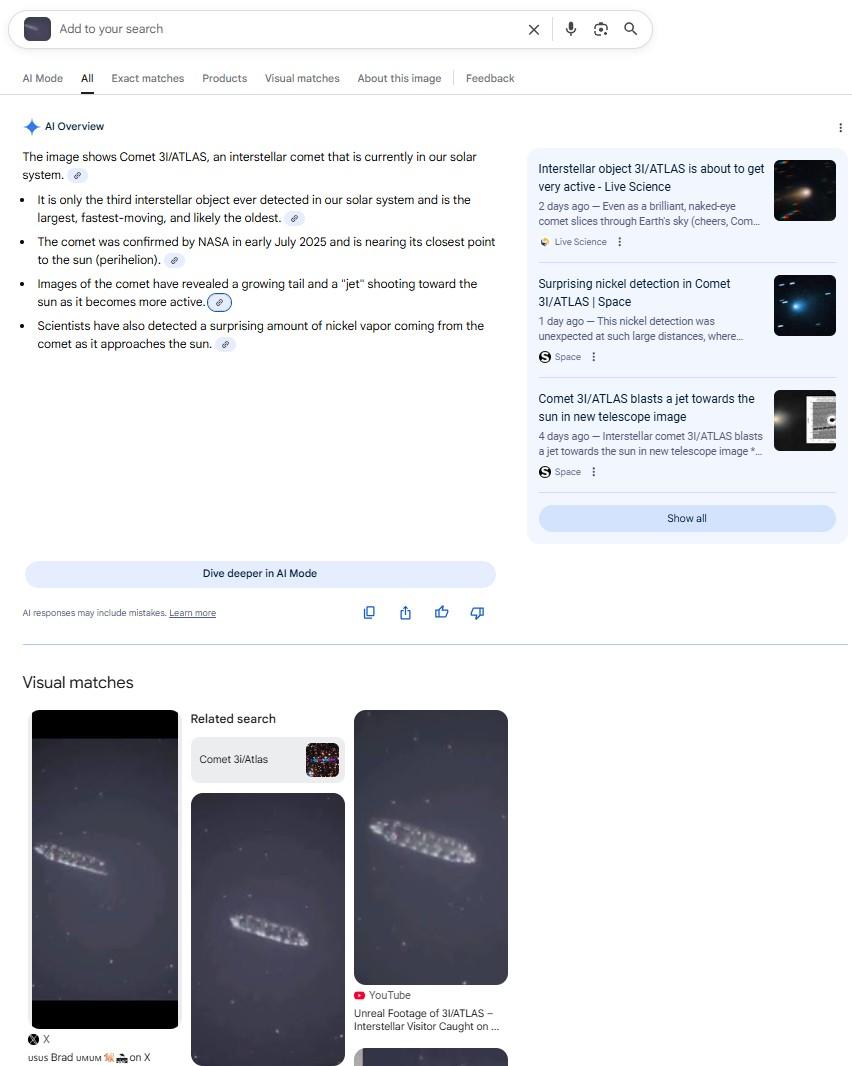 Add to your search
AI Mode
All
Exact matches
Products
Visual matches
About this image
Feedback
AI Overview
The image shows Comet 3I/ATLAS, an interstellar comet that is currently in our solar
system.
It is only the third interstellar object ever detected in our solar system and is the
largest, fastest-moving, and likely the oldest.
The comet was confirmed by NASA in early July 2025 and is nearing its closest point
to the sun (perihelion).
Images of the comet have revealed a growing tail and a "jet" shooting toward the
sun as it becomes more active.
Scientists have also detected a surprising amount of nickel vapor coming from the
comet as it approaches the sun.
Interstellar object 3I/ATLAS is about to get
very active - Live Science
2 days ago — Even as a brilliant, naked-eye
comet slices through Earth's sky (cheers, Com...
Live Science
Surprising nickel detection in Comet
3I/ATLAS | Space
1 day ago — This nickel detection was
unexpected at such large distances, where...
Space
Comet 3I/ATLAS blasts a jet towards the
sun in new telescope image
4 days ago — Interstellar comet 3I/ATLAS blasts
a jet towards the sun in new telescope image *...
Space
Show all
Dive deeper in AI Mode
AI responses may include mistakes. Learn more
Visual matches
X
ᴜsᴜs Brad ᴜᴍᴜᴍ on X
Related search
Comet 3i/Atlas
YouTube
Unreal Footage of 3I/ATLAS –
Interstellar Visitor Caught on ...